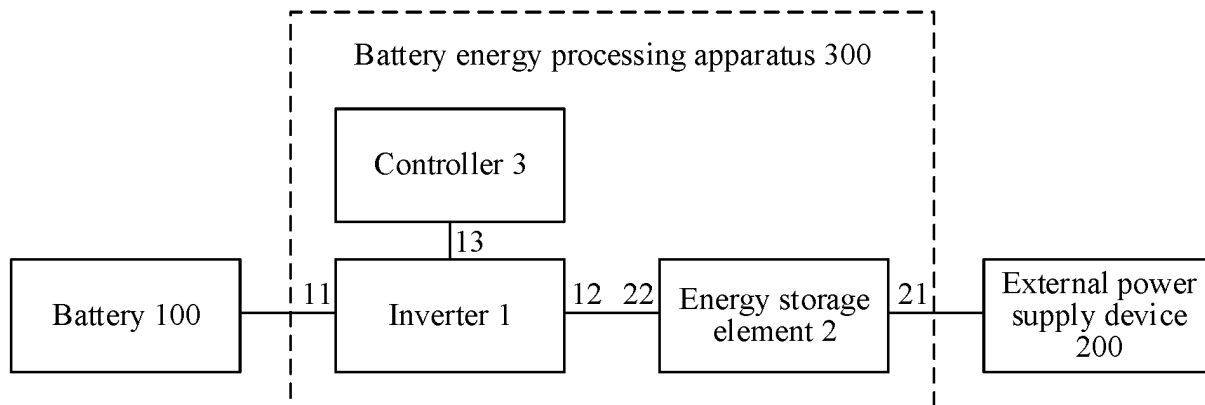 Battery energy processing apparatus 300
Controller 3
13
Battery 100
11
Inverter 1
12
22
Energy storage
element 2
21
External power
supply device
200